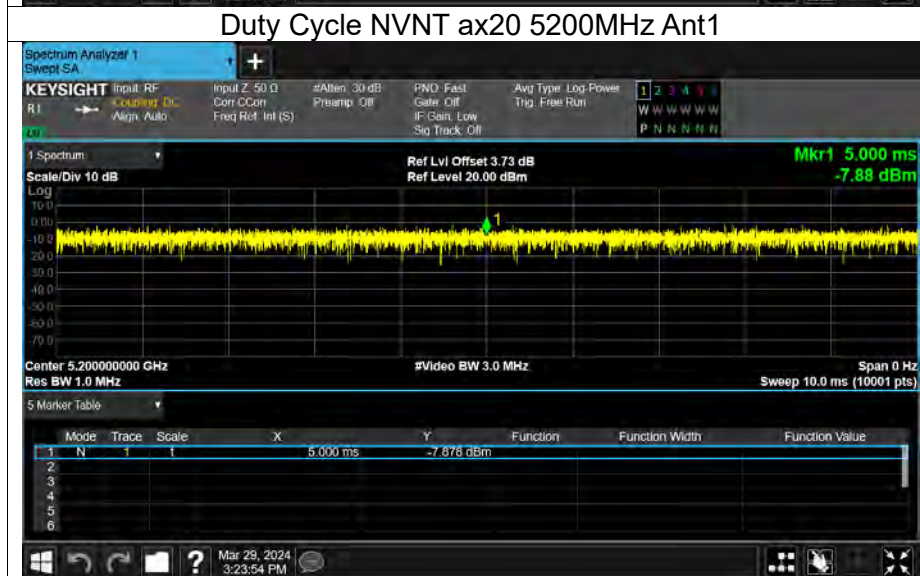 Duty Cycle NVNT ax20 5200MHz Ant1
Spectrum Analyzer 1
Swept SA
+
KEYSIGHT Input: RF Input Z: 50 Ω #Atten: 30 dB PNO: Fast Avg Type: Log-Power 1 2 3 4 5 6
R L Coupling: DC Corr CCorr Preamp: Off Gate: Off Trig: Free Run W W W W W W
Align: Auto Freq Ref: Int (S) IF Gain: Low
Sig Track: Off P N N N N N
1 Spectrum Ref Lvl Offset 3.73 dB Mkr1 5.000 ms
Scale/Div 10 dB Ref Level 20.00 dBm -7.88 dBm
Log
10.0
0.00
1
-10.0
-20.0
-30.0
-40.0
-50.0
-60.0
-70.0
Center 5.200000000 GHz #Video BW 3.0 MHz Span 0 Hz
Res BW 1.0 MHz Sweep 10.0 ms (10001 pts)
5 Marker Table
Mode Trace Scale X Y Function Function Width Function Value
1 N 1 t 5.000 ms -7.878 dBm
2
3
4
5
6
? Mar 29, 2024
3:23:54 PM